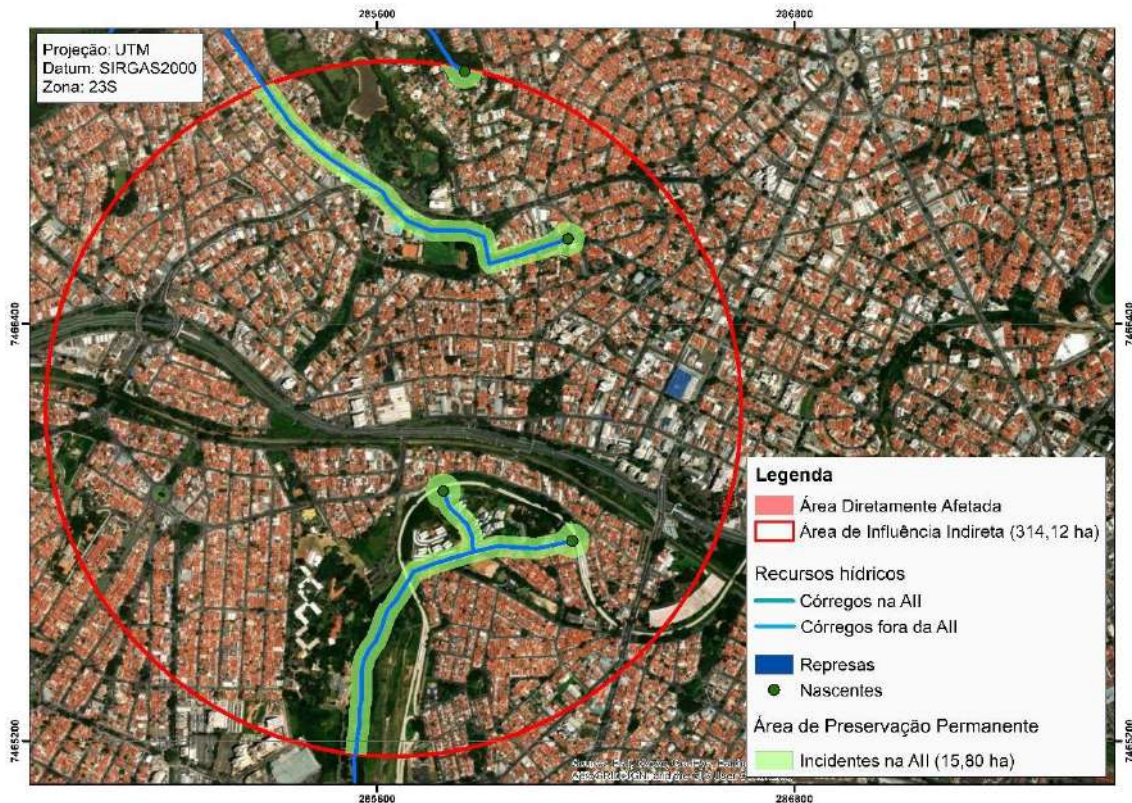 285600
286800
Projeção: UTM
Datum: SIRGAS2000
Zona: 23S
7466400
7466400
Legenda
Área Diretamente Afetada
Área de Influência Indireta (314,12 ha)
Recursos hídricos
Córregos na AII
Córregos fora da AII
Represas
Nascentes
Área de Preservação Permanente
Incidentes na AII (15,80 ha)
7465200
7465200
285600
286800